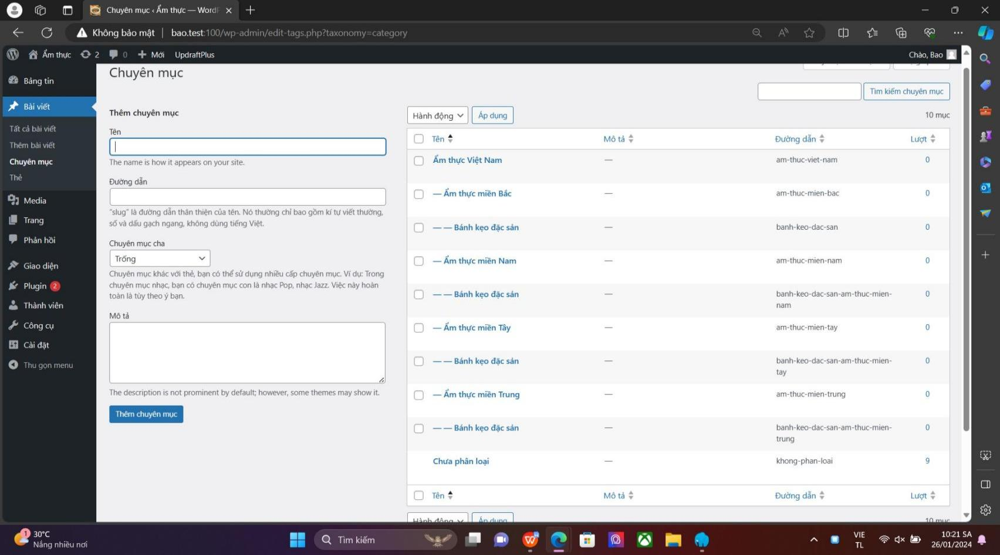 Chuyên mục ‹ Ẩm thực — WordP
Không bảo mật
bao.test:100/wp-admin/edit-tags.php?taxonomy=category
Ẩm thực
2
0
Mới
UpdraftPlus
Chào, Bao
Bảng tin
Bài viết
Tất cả bài viết
Thêm bài viết
Chuyên mục
Thẻ
Media
Trang
Phản hồi
Giao diện
Plugin 2
Thành viên
Công cụ
Cài đặt
Thu gọn menu
Chuyên mục
Tìm kiếm chuyên mục
Thêm chuyên mục
Tên
The name is how it appears on your site.
Đường dẫn
“slug” là đường dẫn thân thiện của tên. Nó thường chỉ bao gồm kí tự viết thường,
số và dấu gạch ngang, không dùng tiếng Việt.
Chuyên mục cha
Trống
Chuyên mục khác với thẻ, bạn có thể sử dụng nhiều cấp chuyên mục. Ví dụ: Trong
chuyên mục nhạc, bạn có chuyên mục con là nhạc Pop, nhạc Jazz. Việc này hoàn
toàn là tùy theo ý bạn.
Mô tả
The description is not prominent by default; however, some themes may show it.
Thêm chuyên mục
Hành động Áp dụng 10 mục
Tên Mô tả Đường dẫn Lượt
Ẩm thực Việt Nam — am-thuc-viet-nam 0
— Ẩm thực miền Bắc — am-thuc-mien-bac 0
— — Bánh kẹo đặc sản — banh-keo-dac-san 0
— Ẩm thực miền Nam — am-thuc-mien-nam 0
— — Bánh kẹo đặc sản — banh-keo-dac-san-am-thuc-mien- 0
nam
— Ẩm thực miền Tây — am-thuc-mien-tay 0
— — Bánh kẹo đặc sản — banh-keo-dac-san-am-thuc-mien- 0
tay
— Ẩm thực miền Trung — am-thuc-mien-trung 0
— — Bánh kẹo đặc sản — banh-keo-dac-san-am-thuc-mien- 0
trung
Chưa phân loại — khong-phan-loai 9
Tên Mô tả Đường dẫn Lượt
Hành động Áp dụng 10 mục
1
30°C
Nắng nhiều nơi
Tìm kiếm
VIE
TL
10:21 SA
26/01/2024